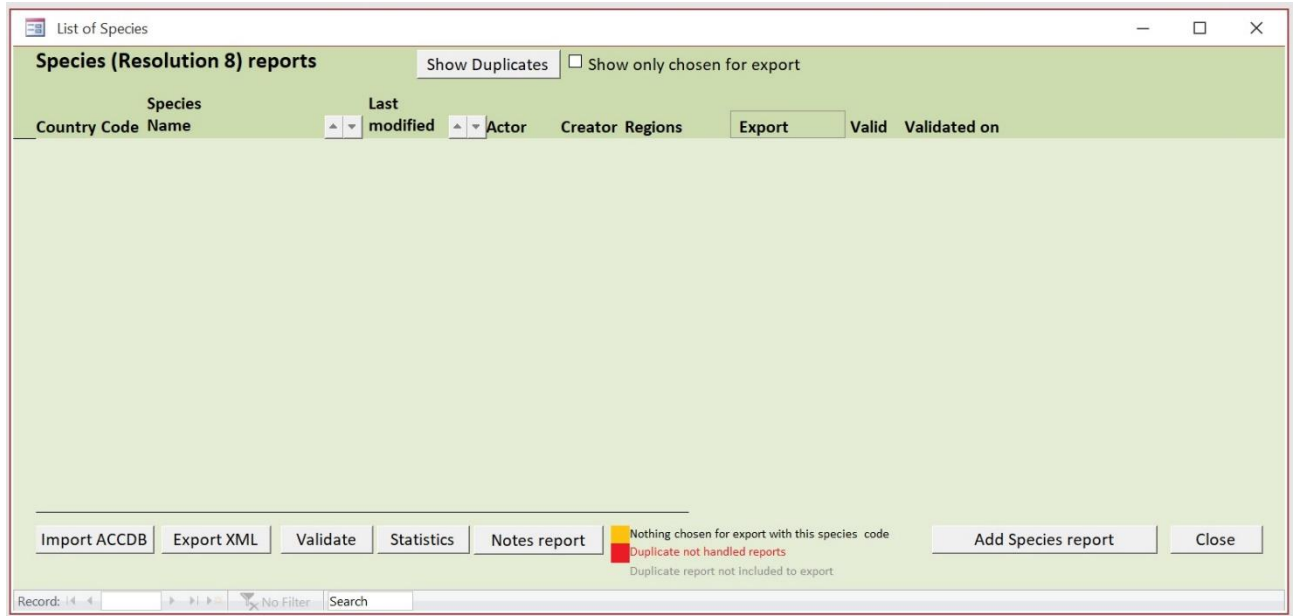 List of Species
Species (Resolution 8) reports Show Duplicates Show only chosen for export
Species Last
Country Code Name modified Actor Creator Regions Export Valid Validated on
Import ACCDB Export XML Validate Statistics Notes report Add Species report Close
Nothing chosen for export with this species code
Duplicate not handled reports
Duplicate report not included to export
Record: No Filter Search